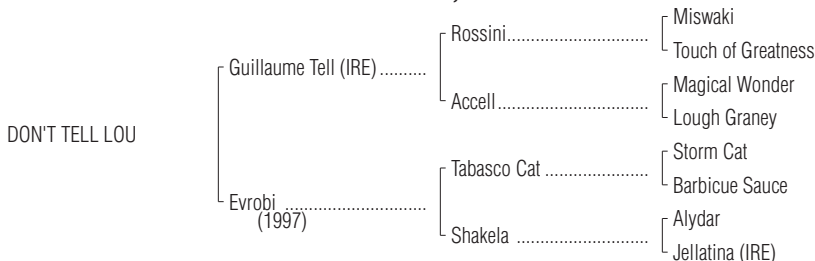 Miswaki
Rossini................................
Touch of Greatness
Guillaume Tell (IRE) ..........
Magical Wonder
Accell..................................
Lough Graney
DON'T TELL LOU
Storm Cat
Tabasco Cat ......................
Barbicue Sauce
Evrobi ..............................
(1997)
Alydar
Shakela ............................
Jellatina (IRE)